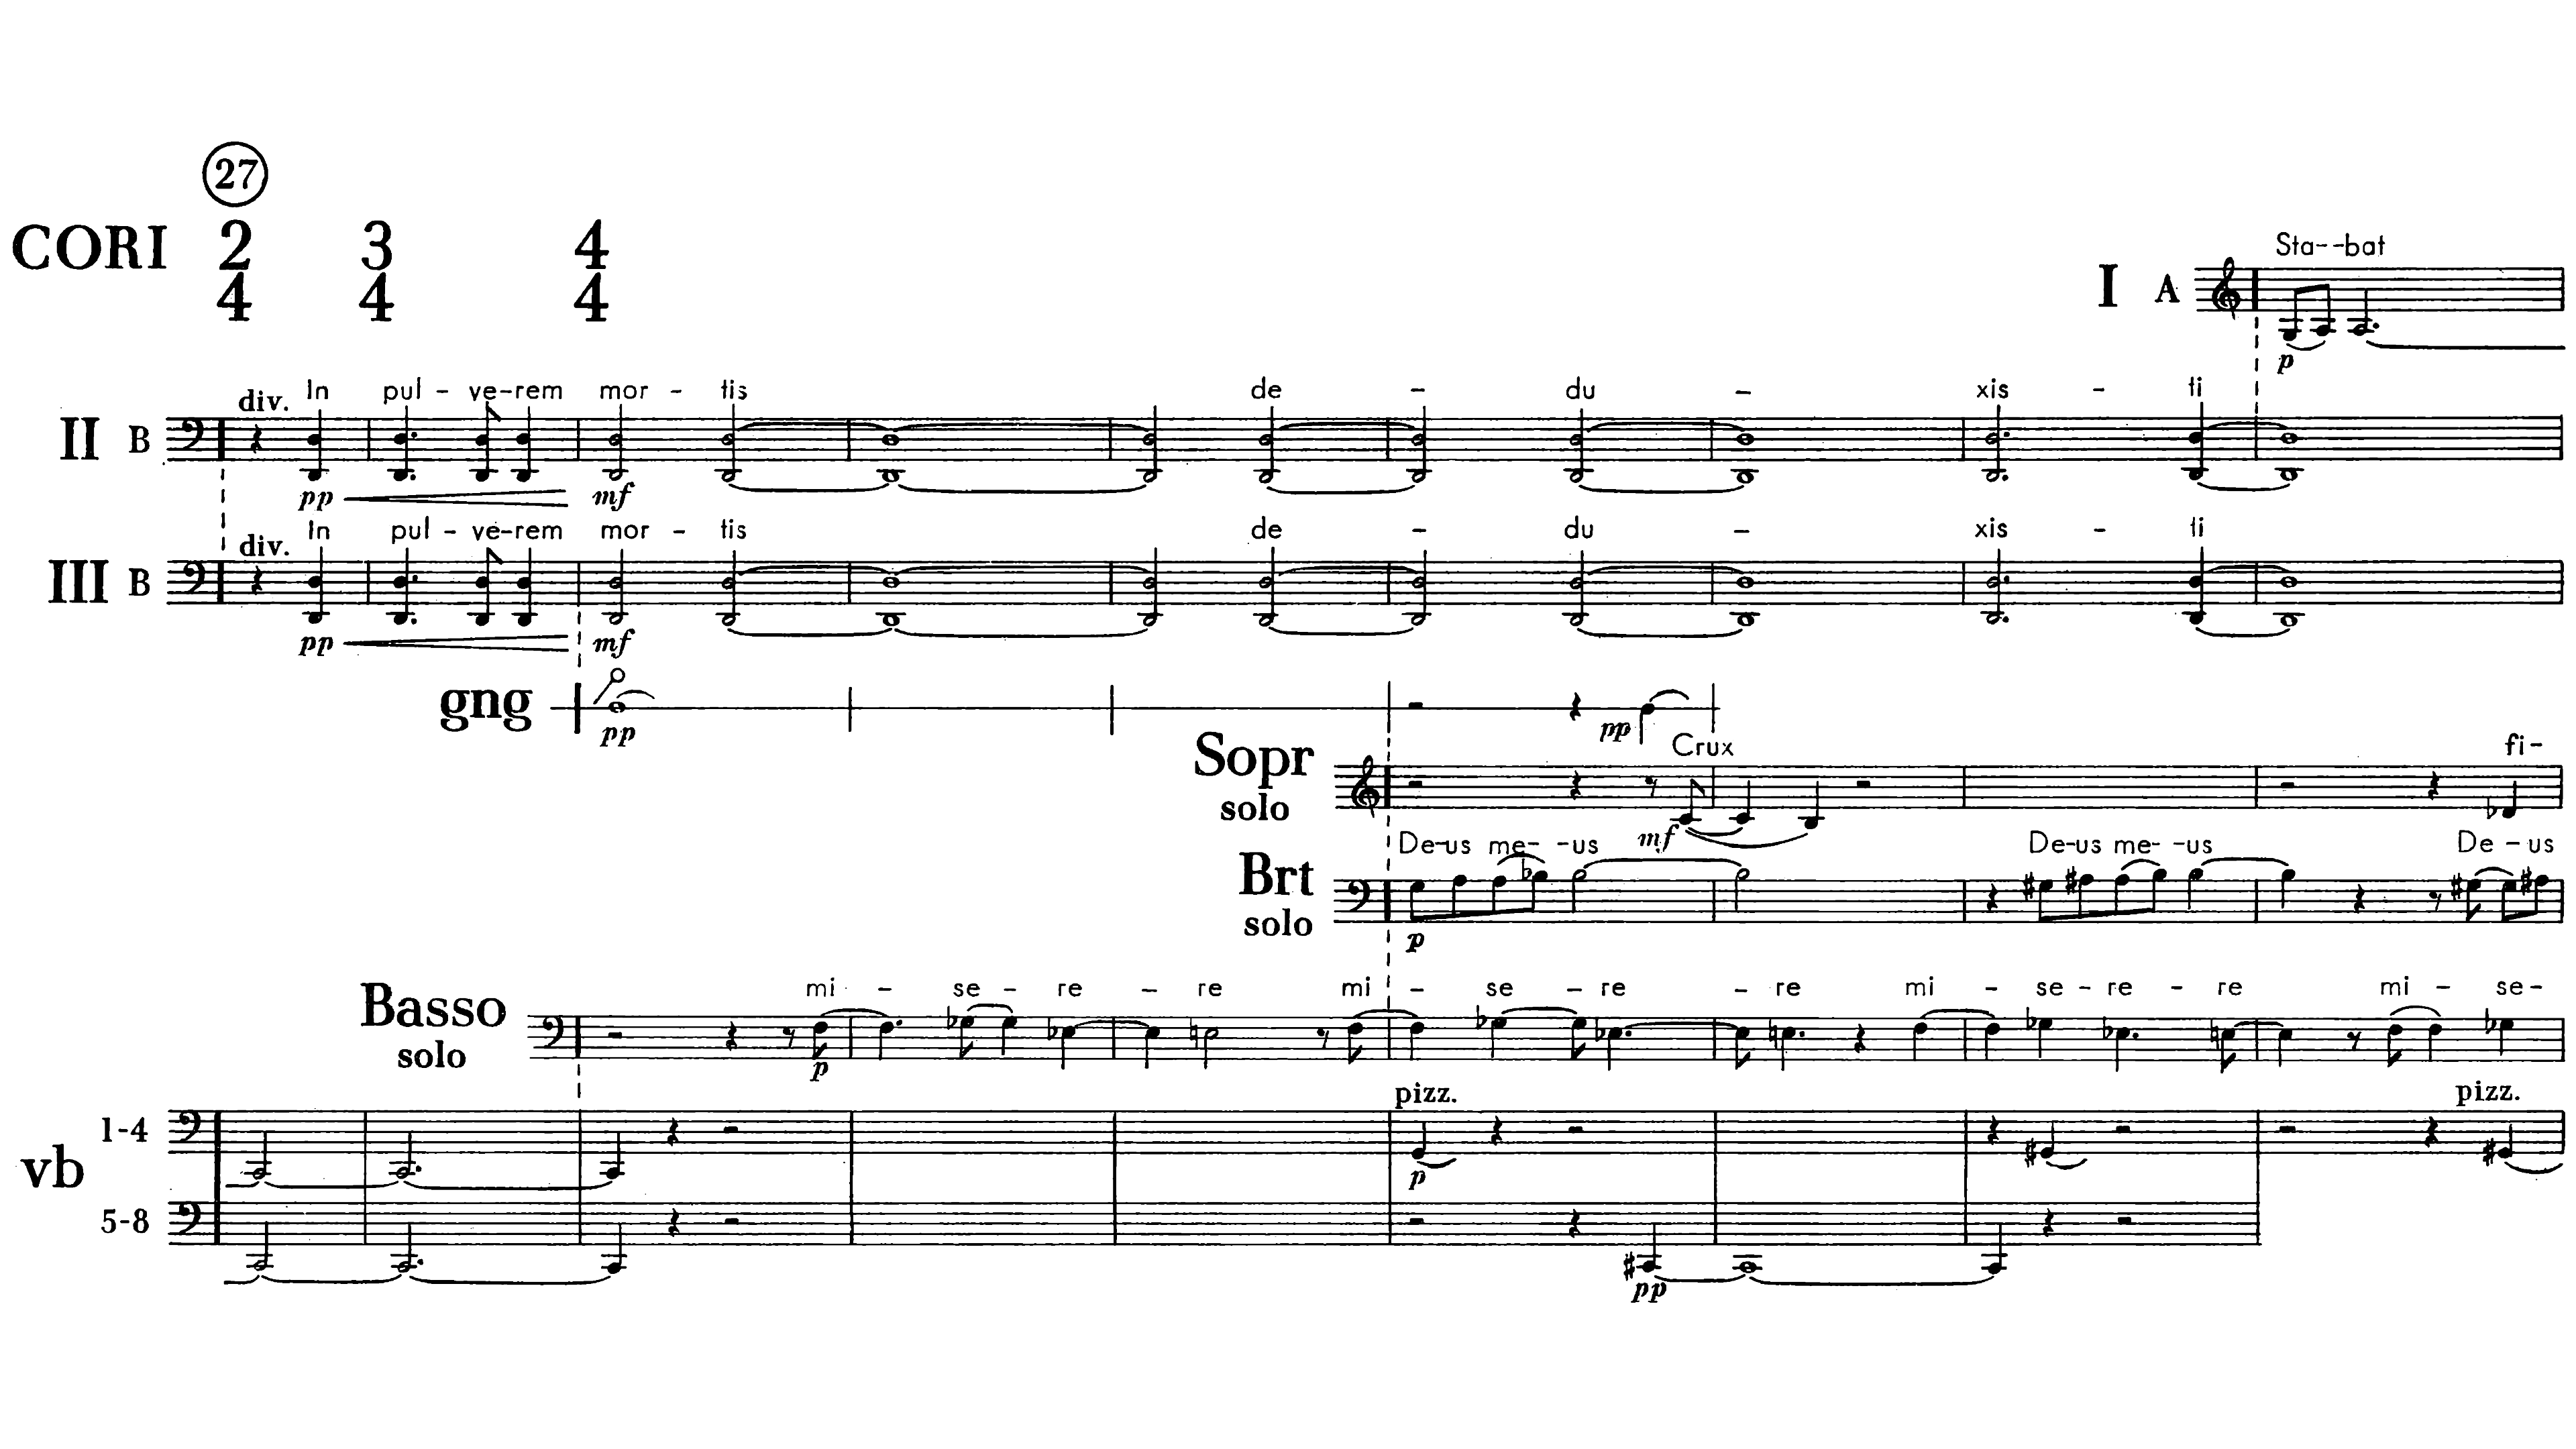 27
CORI 2 3 4
4 4 4
Sta--bat
I A
p
div. In pul - ve-rem mor - tis de - du - xis - ti
II B
pp mf
div. In pul - ve-rem mor - tis de - du - xis - ti
III B
pp mf
gng
pp pp
Crux fi-
Sopr
solo
mf
De-us me- -us De-us me- -us De - us
Brt
solo
p
mi - se - re - re mi - se - re - re mi - se - re - re mi - se-
Basso
solo
p
pizz. pizz.
1-4
vb
p
5-8
pp